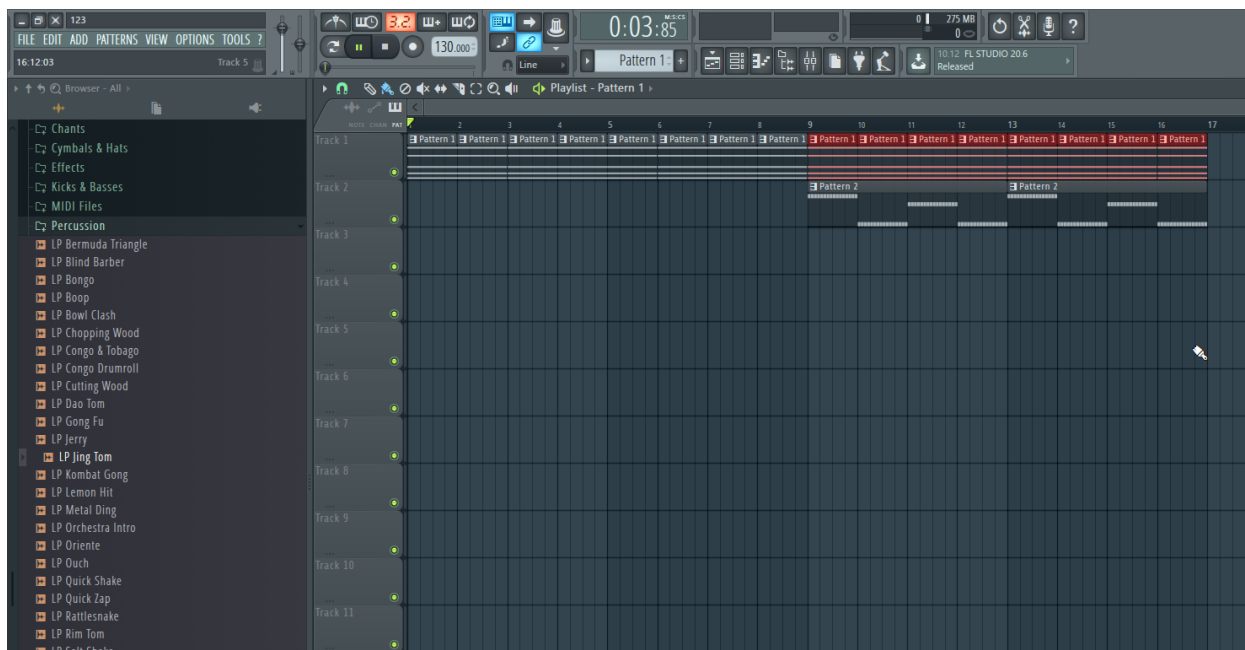 123
FILE EDIT ADD PATTERNS VIEW OPTIONS TOOLS ?
16:12:03 Track 5
3.2.
130.000
Line
0:03:85 M:S:CS
Pattern 1
0 275 MB
0
10.12 FL STUDIO 20.6
Released
Browser - All
Playlist - Pattern 1
NOTE CHAN PAT
2 3 4 5 6 7 8 9 10 11 12 13 14 15 16 17
Chants
Cymbals & Hats
Effects
Kicks & Basses
MIDI Files
Percussion
LP Bermuda Triangle
LP Blind Barber
LP Bongo
LP Boop
LP Bowl Clash
LP Chopping Wood
LP Congo & Tobago
LP Congo Drumroll
LP Cutting Wood
LP Dao Tom
LP Gong Fu
LP Jerry
LP Jing Tom
LP Kombat Gong
LP Lemon Hit
LP Metal Ding
LP Orchestra Intro
LP Oriente
LP Ouch
LP Quick Shake
LP Quick Zap
LP Rattlesnake
LP Rim Tom
LP Salt Shake
Track 1
Pattern 1 Pattern 1 Pattern 1 Pattern 1 Pattern 1 Pattern 1 Pattern 1 Pattern 1 Pattern 1 Pattern 1 Pattern 1 Pattern 1 Pattern 1 Pattern 1 Pattern 1 Pattern 1
Track 2
Pattern 2 Pattern 2
Track 3
Track 4
Track 5
Track 6
Track 7
Track 8
Track 9
Track 10
Track 11